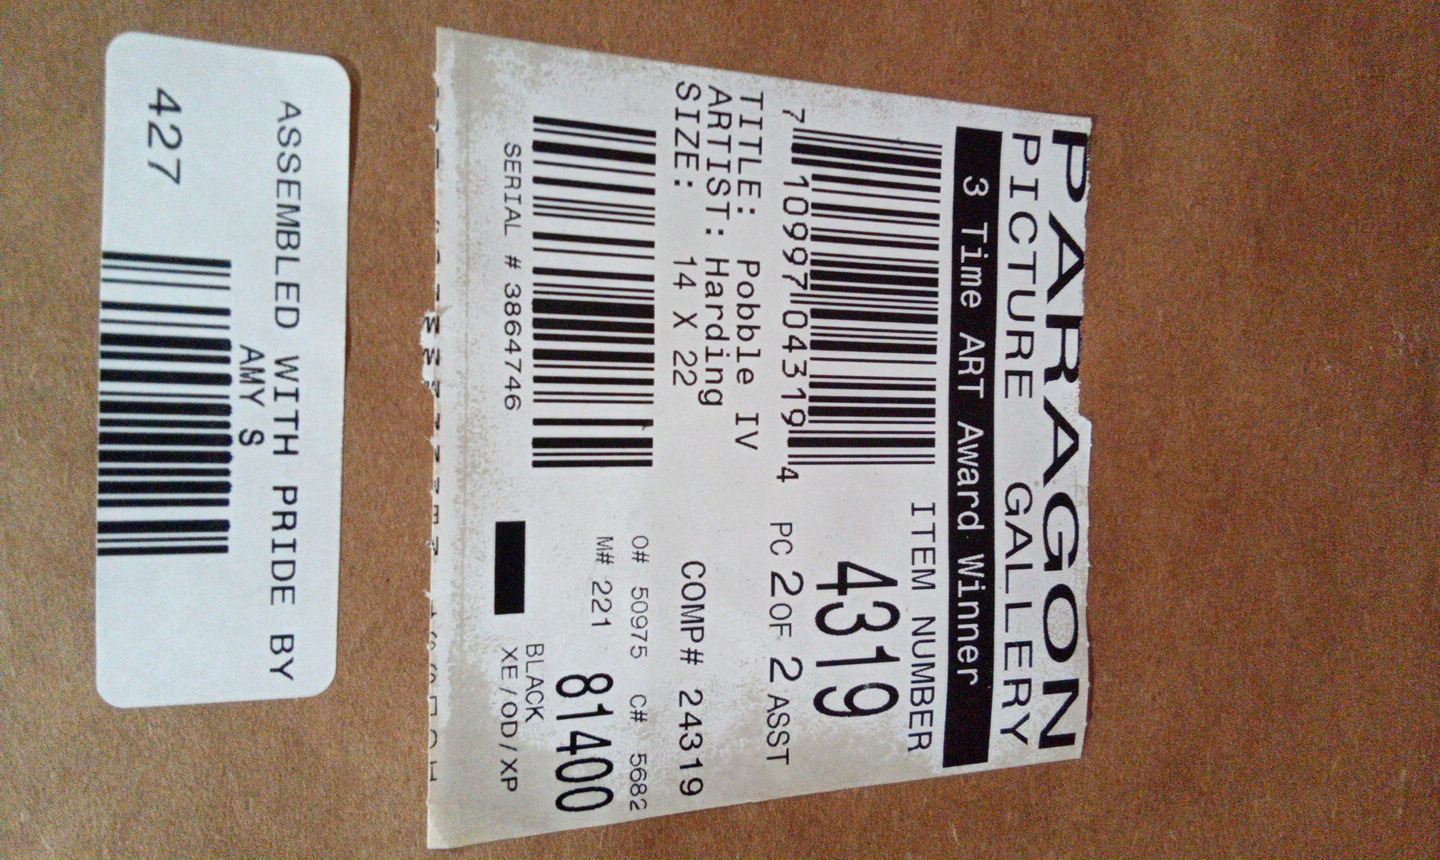 PARAGON
PICTURE GALLERY
3 Time ART Award Winner
ITEM NUMBER
4319
7 10997 04319 4
PC 2 OF 2 ASST
TITLE: Pobble IV
ARTIST: Harding
SIZE: 14 X 22
COMP# 24319
O# 50975 C# 5682
M# 221
81400
SERIAL # 3864746
BLACK
XE/OD/XP
ASSEMBLED WITH PRIDE BY
AMY S
427